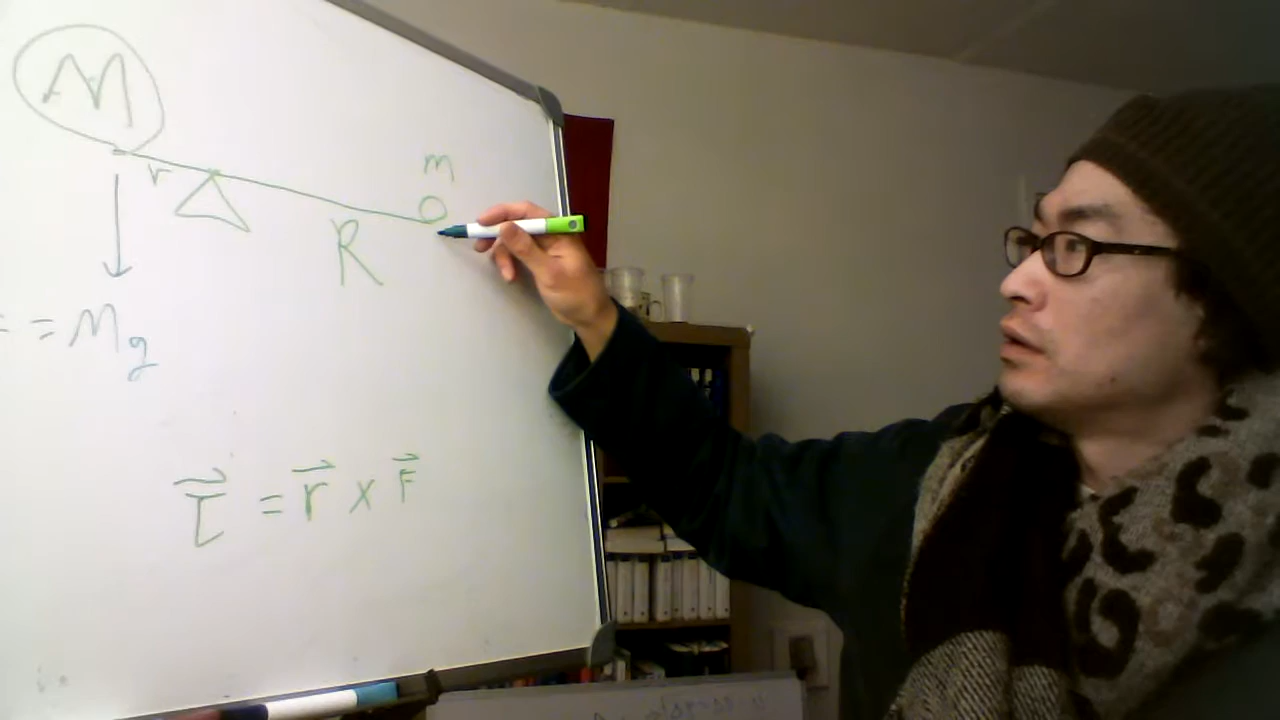 M
m
r
R
= Mg
τ⃗ = r⃗ × F⃗